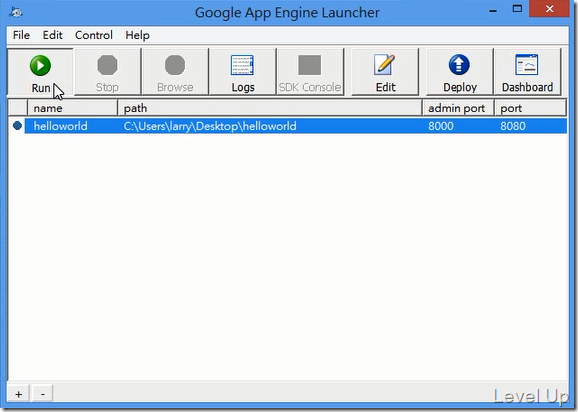 Google App Engine Launcher
File Edit Control Help
Run Stop Browse Logs SDK Console Edit Deploy Dashboard
name path admin port port
helloworld C:\Users\larry\Desktop\helloworld 8000 8080
+ -
Level Up